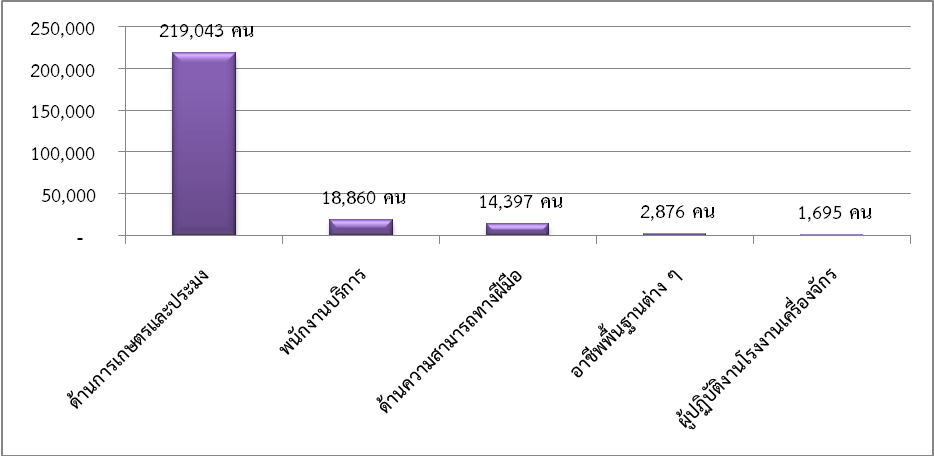 250,000
200,000
150,000
100,000
50,000
-
219,043 คน
18,860 คน
14,397 คน
2,876 คน
1,695 คน
ด้านการเกษตรและประมง
พนักงานบริการ
ด้านความสามารถทางฝีมือ
อาชีพพื้นฐานต่าง ๆ
ผู้ปฏิบัติงานโรงงานเครื่องจักร